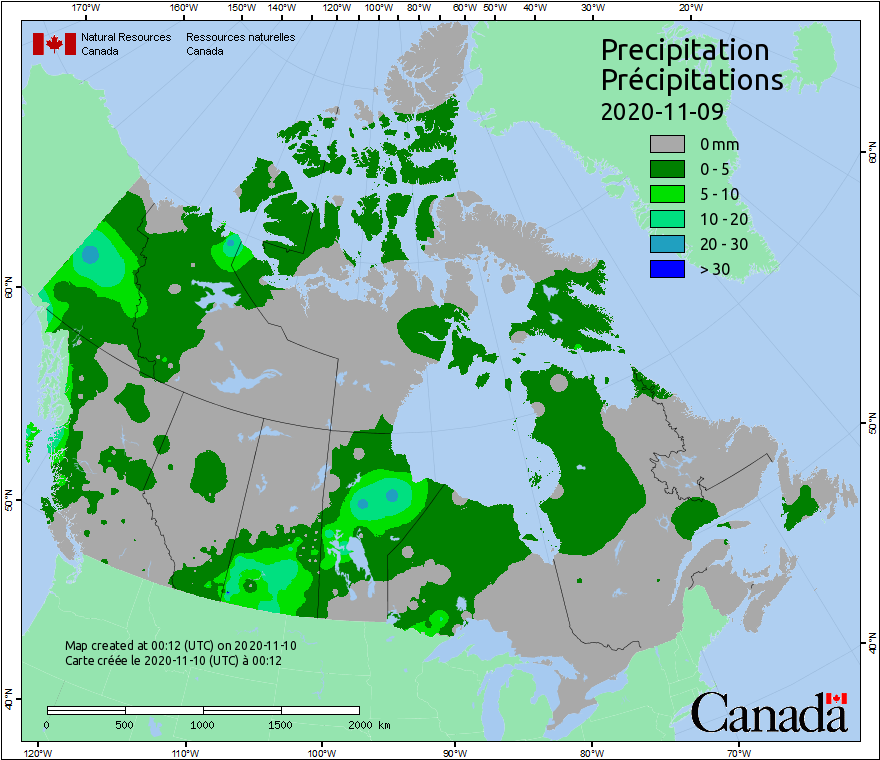 170°W 160°W 150°W 140°W 120°W 100°W 80°W 60°W 50°W 40°W 30°W 20°W
Natural Resources Ressources naturelles
Canada Canada
Precipitation
Précipitations
2020-11-09
0 mm
0 - 5
5 - 10
10 - 20
20 - 30
> 30
60°N 60°N
50°N 50°N
40°N 40°N
Map created at 00:12 (UTC) on 2020-11-10
Carte créée le 2020-11-10 (UTC) à 00:12
0 500 1000 1500 2000 km
Canada
120°W 110°W 100°W 90°W 80°W 70°W